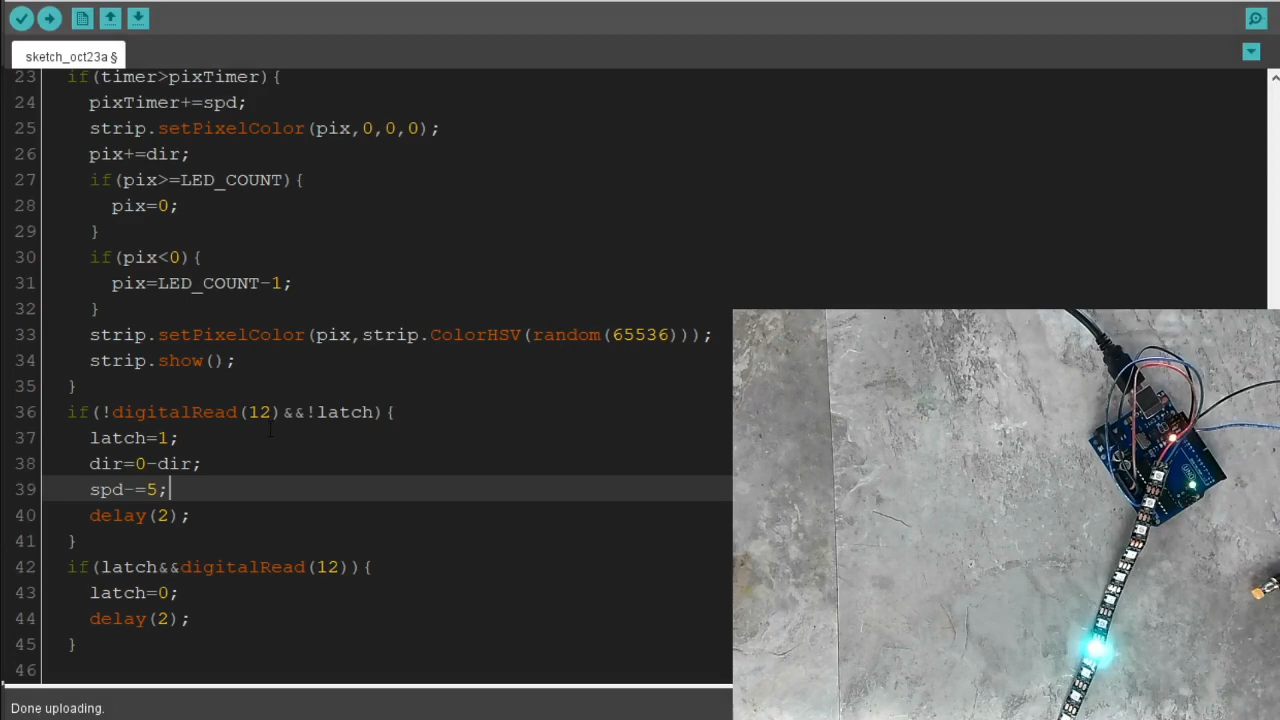 sketch_oct23a §
23 if(timer>pixTimer){
24 pixTimer+=spd;
25 strip.setPixelColor(pix,0,0,0);
26 pix+=dir;
27 if(pix>=LED_COUNT){
28 pix=0;
29 }
30 if(pix<0){
31 pix=LED_COUNT-1;
32 }
33 strip.setPixelColor(pix,strip.ColorHSV(random(65536)));
34 strip.show();
35 }
36 if(!digitalRead(12)&&!latch){
37 latch=1;
38 dir=0-dir;
39 spd-=5;
40 delay(2);
41 }
42 if(latch&&digitalRead(12)){
43 latch=0;
44 delay(2);
45 }
46
Done uploading.